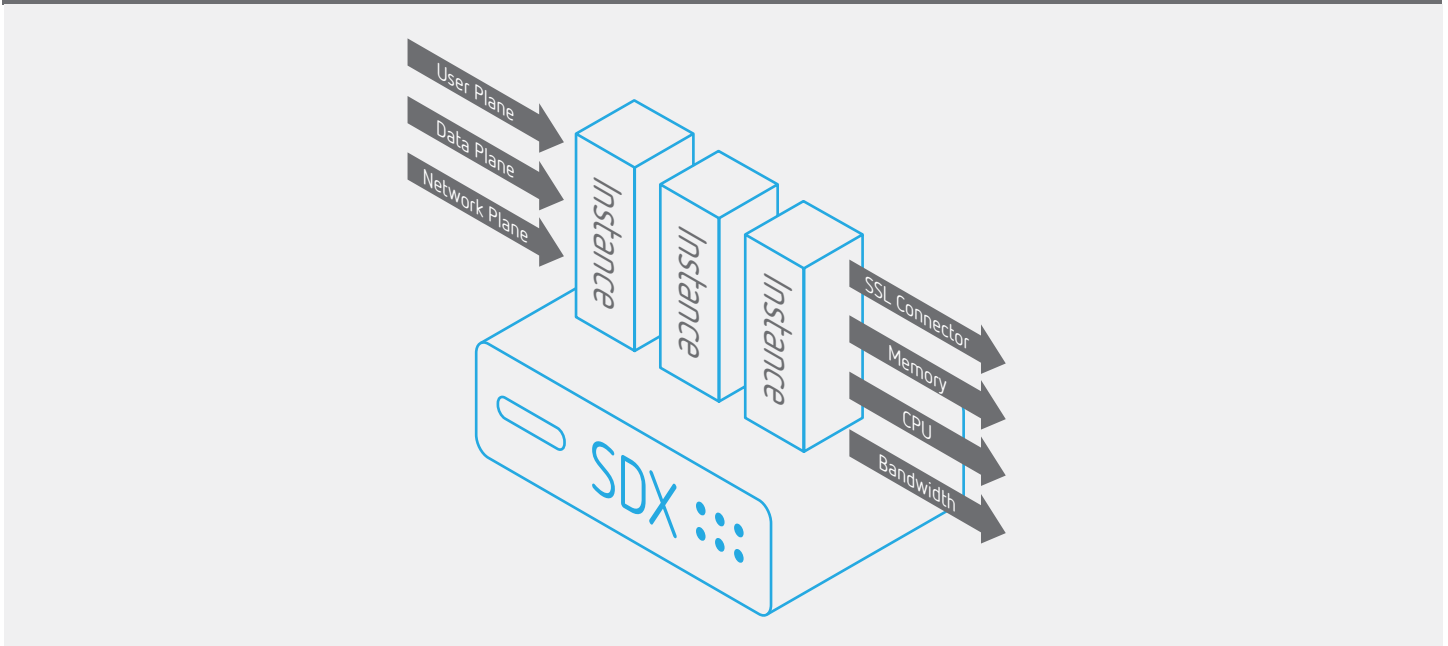 User Plane
Data Plane
Network Plane
Instance
Instance
Instance
SSL Connector
Memory
CPU
Bandwidth
SDX